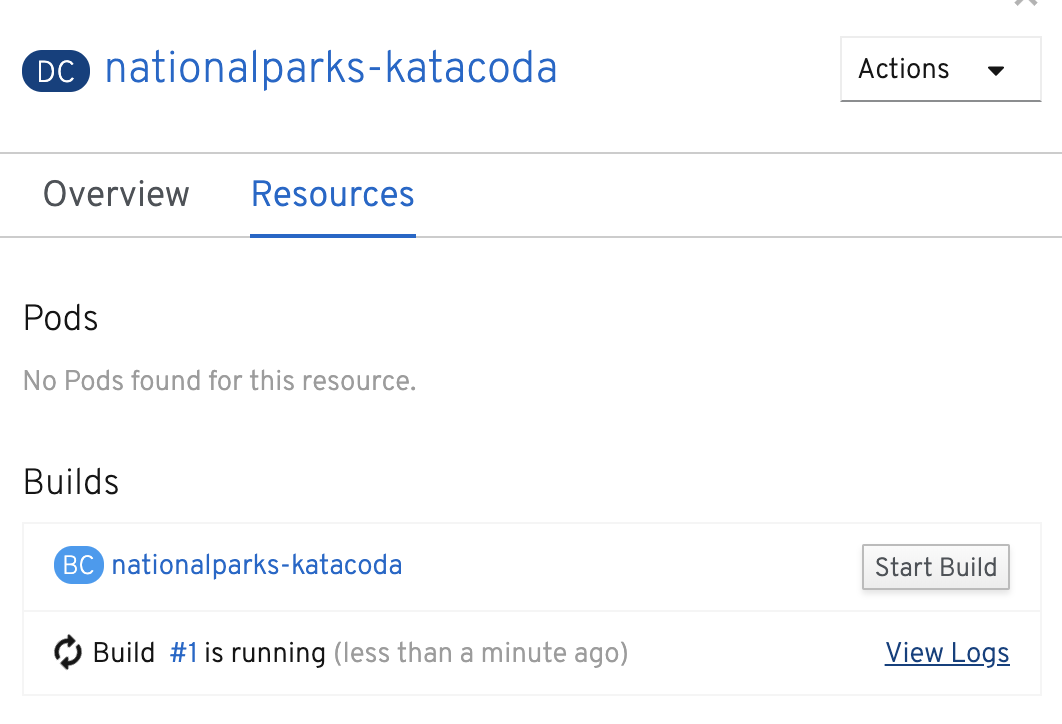 DC nationalparks-katacoda
Actions
Overview Resources
Pods
No Pods found for this resource.
Builds
BC nationalparks-katacoda Start Build
Build #1 is running (less than a minute ago) View Logs